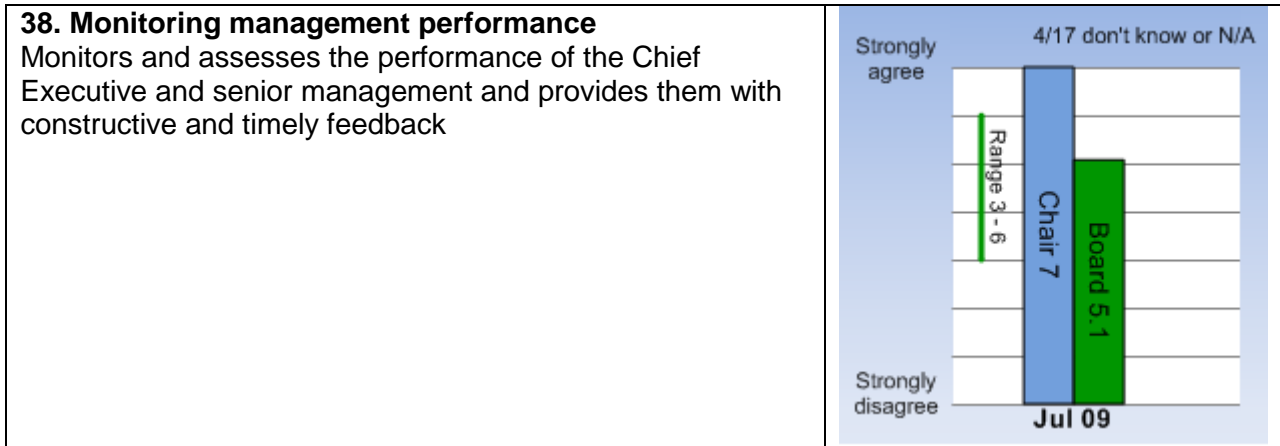 38. Monitoring management performance
Monitors and assesses the performance of the Chief
Executive and senior management and provides them with
constructive and timely feedback
4/17 don't know or N/A
Strongly
agree
Range 3 - 6
Chair 7
Board 5.1
Strongly
disagree
Jul 09